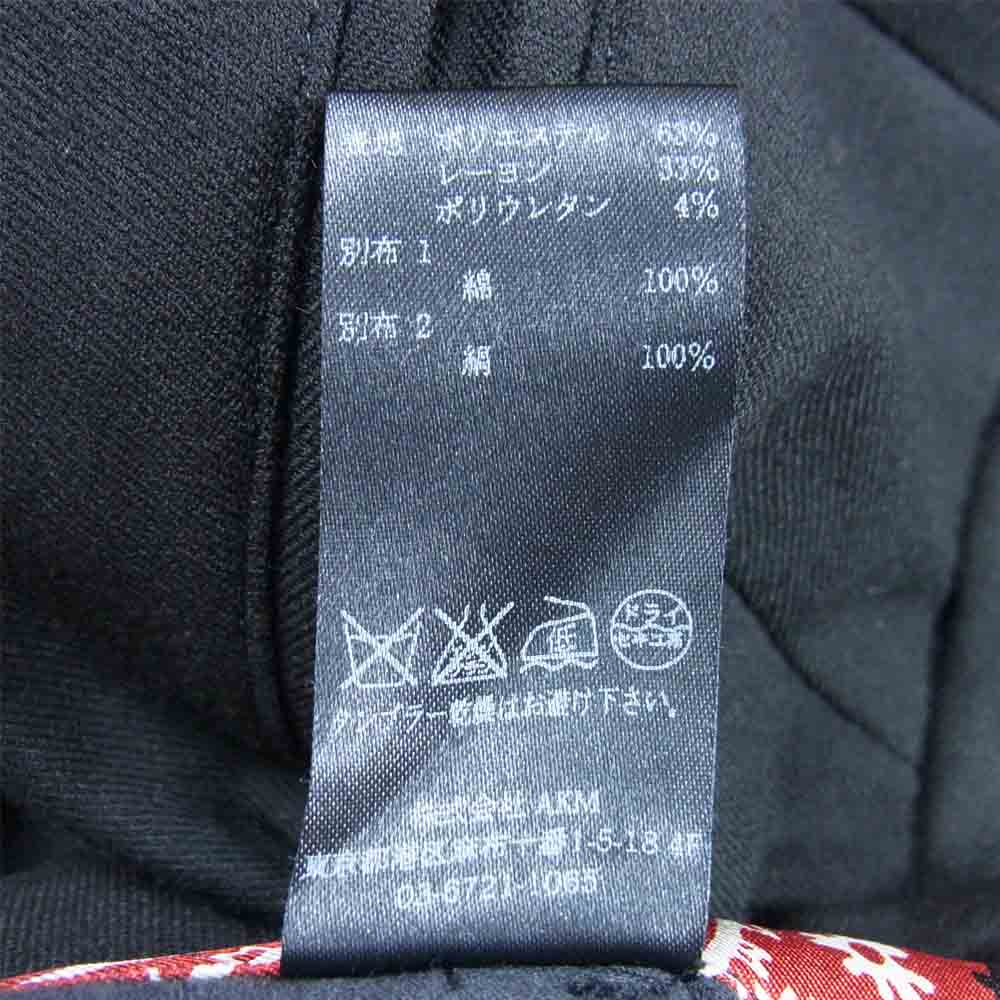 ポリエステル 63%
レーヨン 33%
ポリウレタン 4%
別布 1
綿 100%
別布 2
絹 100%
ドライ
タンブラー乾燥はお避け下さい。
株式会社 AKM
東京都港区麻布十番1-5-18 4F
03-6721-1065